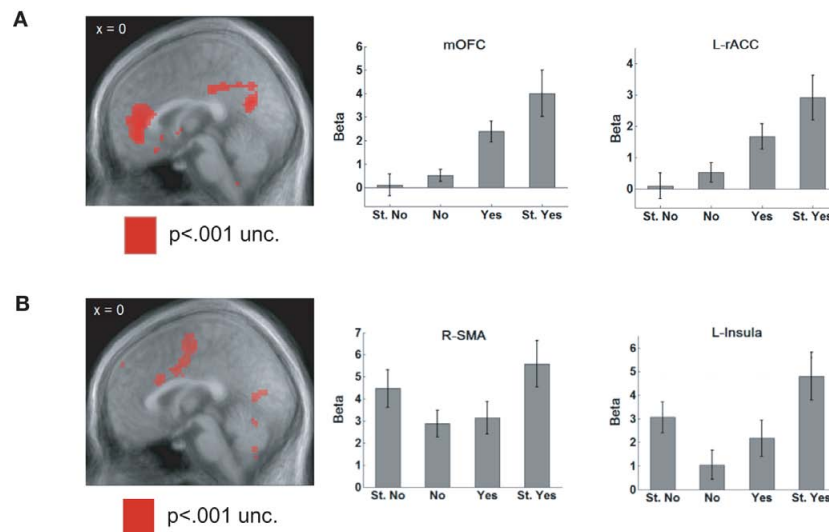 A
x = 0
p<.001 unc.
mOFC
Beta
6
5
4
3
2
1
0
St. No No Yes St. Yes
L-rACC
Beta
4
3
2
1
0
St. No No Yes St. Yes
B
x = 0
p<.001 unc.
R-SMA
Beta
7
6
5
4
3
2
1
0
St. No No Yes St. Yes
L-Insula
Beta
6
5
4
3
2
1
0
St. No No Yes St. Yes